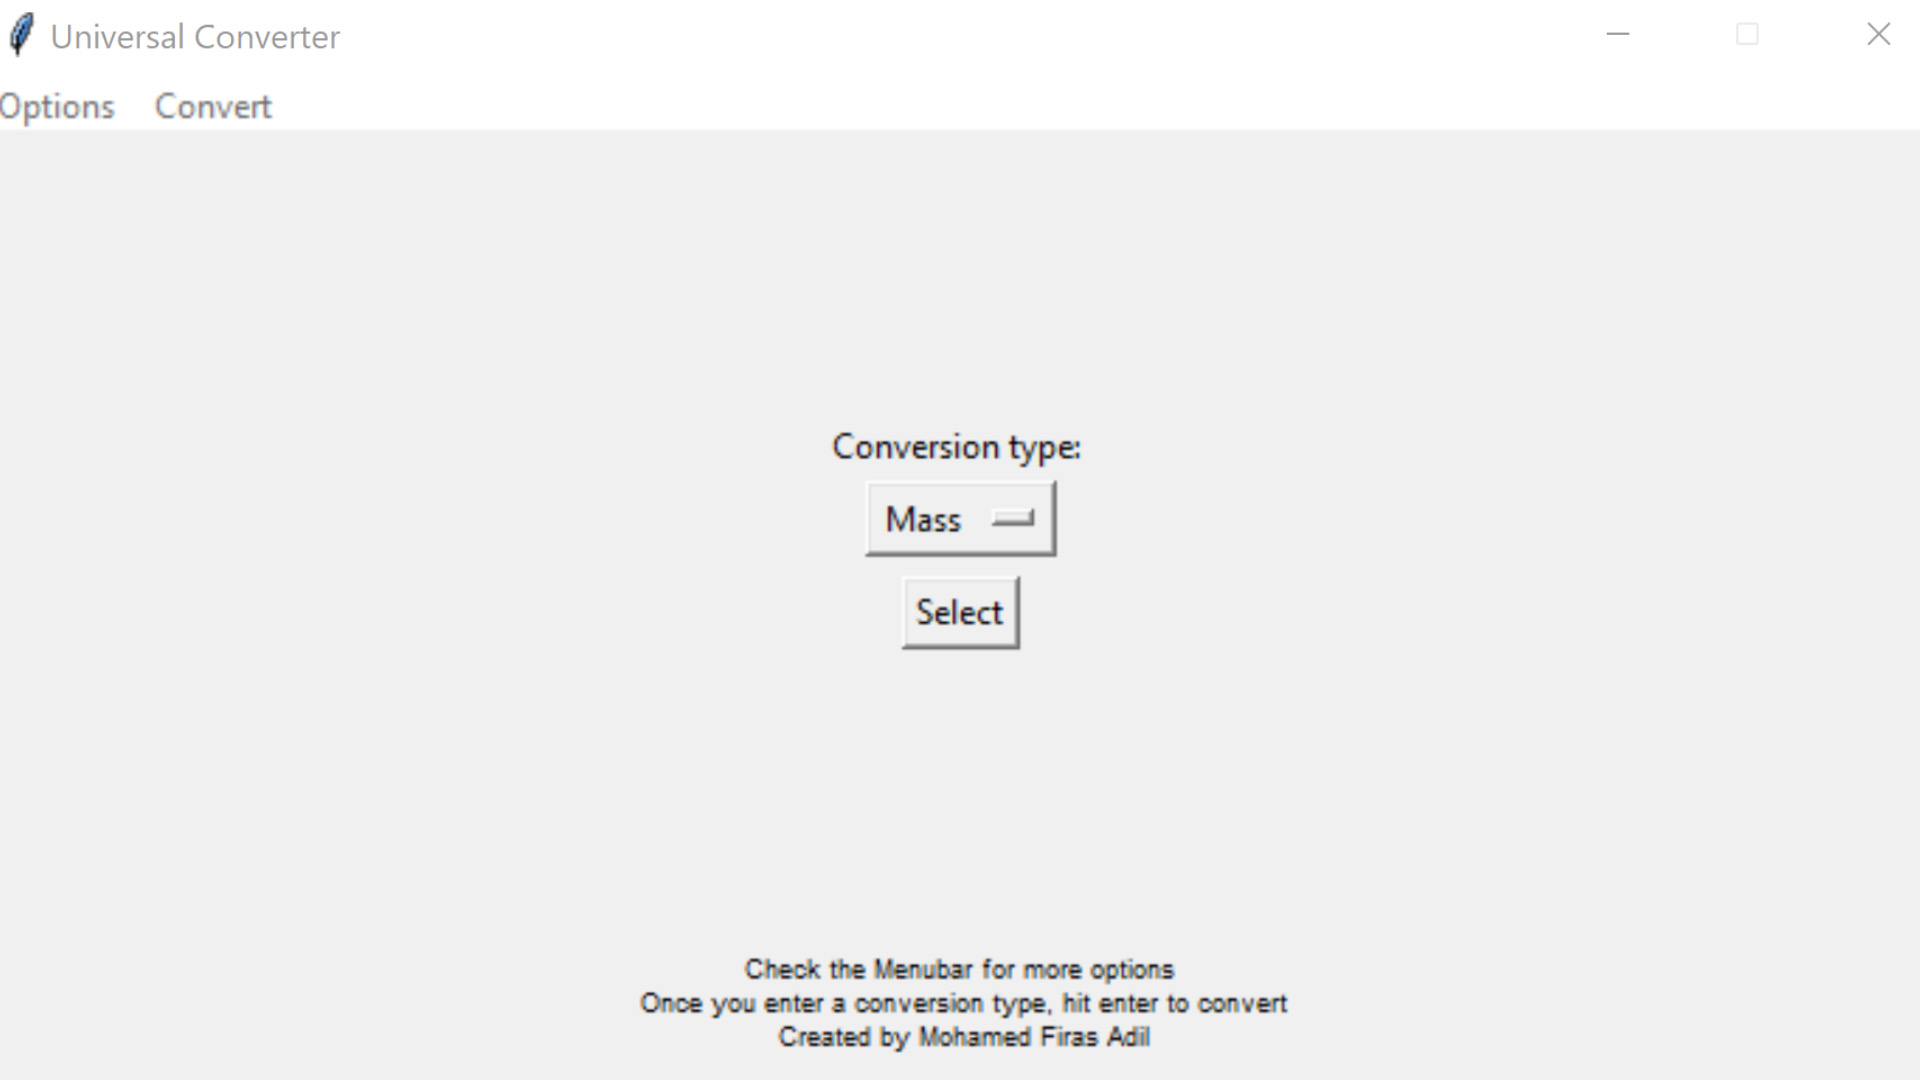 Universal Converter
Options Convert
Conversion type:
Mass
Select
Check the Menubar for more options
Once you enter a conversion type, hit enter to convert
Created by Mohamed Firas Adil